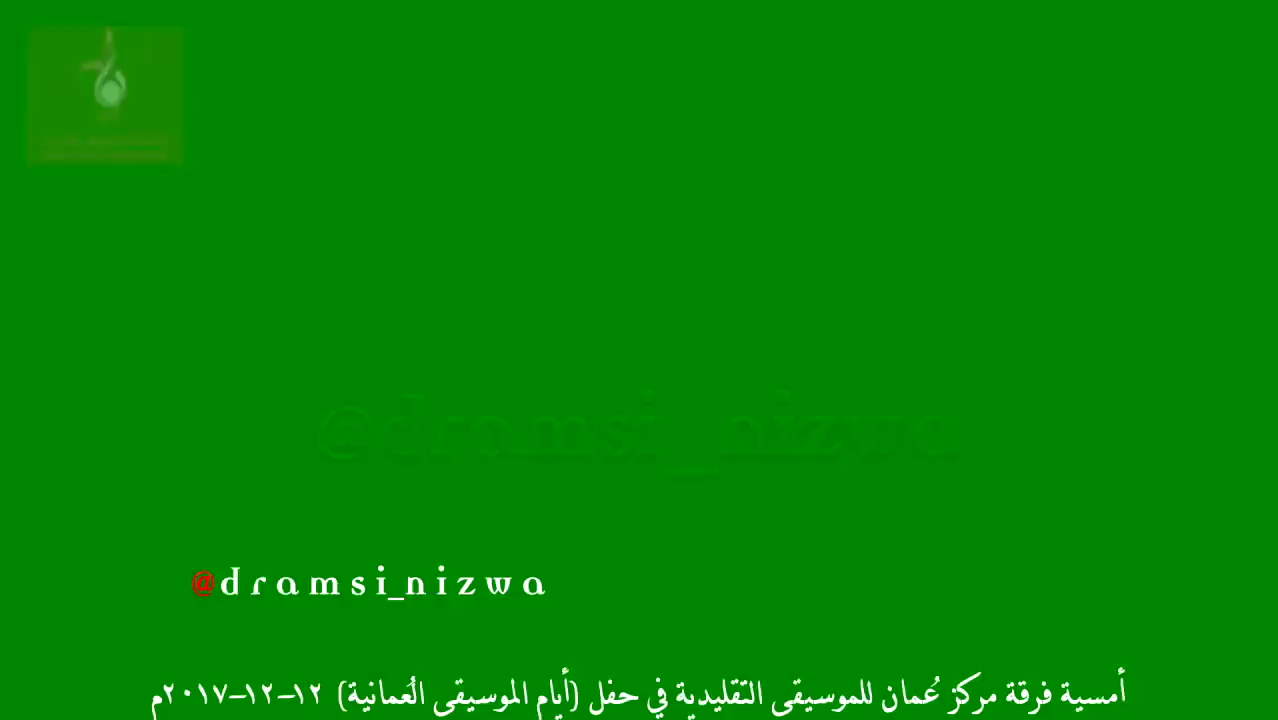 @dramsi_nizwa
@dramsi_nizwa
أمسية فرقة مركز عُمان للموسيقى التقليدية في حفل (أيام الموسيقى العُمانية) ١٢-١٢-٢٠١٧م